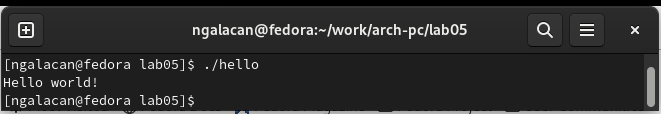 ngalacan@fedora:~/work/arch-pc/lab05
[ngalacan@fedora lab05]$ ./hello
Hello world!
[ngalacan@fedora lab05]$